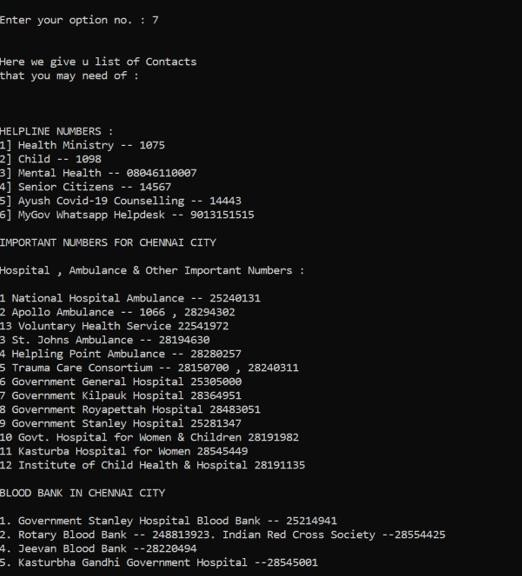 Enter your option no. : 7
Here we give u list of Contacts
that you may need of :
HELPLINE NUMBERS :
1] Health Ministry -- 1075
2] Child -- 1098
3] Mental Health -- 08046110007
4] Senior Citizens -- 14567
5] Ayush Covid-19 Counselling -- 14443
6] MyGov Whatsapp Helpdesk -- 9013151515
IMPORTANT NUMBERS FOR CHENNAI CITY
Hospital , Ambulance & Other Important Numbers :
1 National Hospital Ambulance -- 25240131
2 Apollo Ambulance -- 1066 , 28294302
13 Voluntary Health Service 22541972
3 St. Johns Ambulance -- 28194630
4 Helpling Point Ambulance -- 28280257
5 Trauma Care Consortium -- 28150700 , 28240311
6 Government General Hospital 25305000
7 Government Kilpauk Hospital 28364951
8 Government Royapettah Hospital 28483051
9 Government Stanley Hospital 25281347
10 Govt. Hospital for Women & Children 28191982
11 Kasturba Hospital for Women 28545449
12 Institute of Child Health & Hospital 28191135
BLOOD BANK IN CHENNAI CITY
1. Government Stanley Hospital Blood Bank -- 25214941
2. Rotary Blood Bank -- 248813923. Indian Red Cross Society --28554425
4. Jeevan Blood Bank --28220494
5. Kasturbha Gandhi Government Hospital --28545001